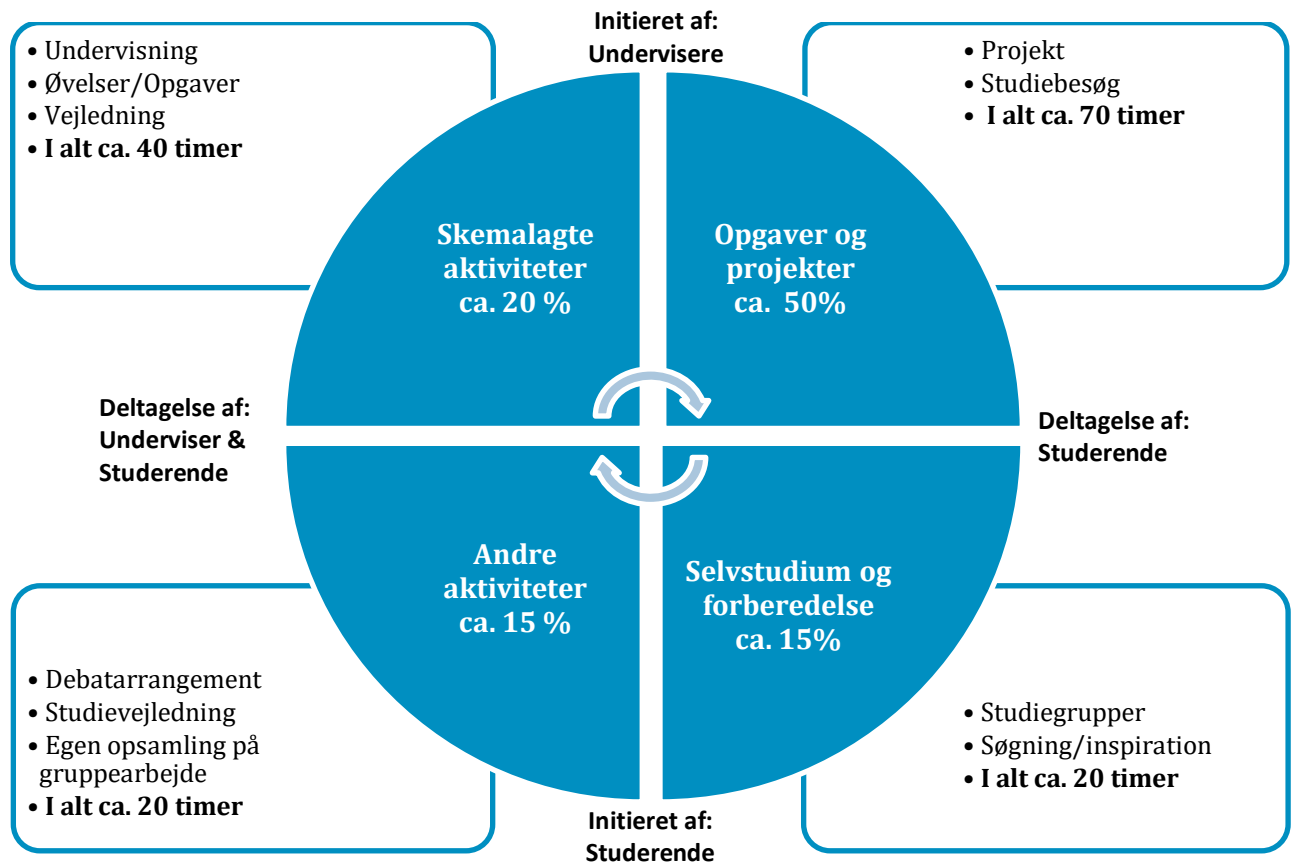 Initieret af:
Undervisere
• Undervisning
• Øvelser/Opgaver
• Vejledning
• I alt ca. 40 timer
• Projekt
• Studiebesøg
• I alt ca. 70 timer
Skemalagte
aktiviteter
ca. 20 %
Opgaver og
projekter
ca. 50%
Deltagelse af:
Underviser &
Studerende
Deltagelse af:
Studerende
Andre
aktiviteter
ca. 15 %
Selvstudium og
forberedelse
ca. 15%
• Debatarrangement
• Studievejledning
• Egen opsamling på
gruppearbejde
• I alt ca. 20 timer
• Studiegrupper
• Søgning/inspiration
• I alt ca. 20 timer
Initieret af:
Studerende